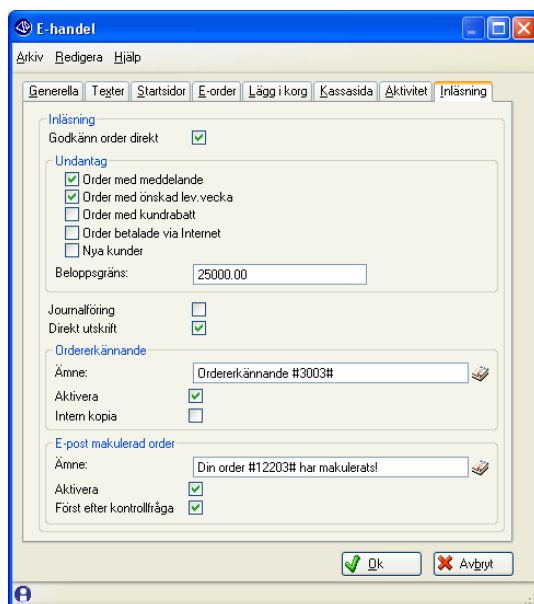 E-handel
Arkiv Redigera Hjälp
Generella Texter Startsidor E-order Lägg i korg Kassasida Aktivitet Inläsning
Inläsning
Godkänn order direkt
Undantag
Order med meddelande
Order med önskad lev.vecka
Order med kundrabatt
Order betalade via Internet
Nya kunder
Beloppsgräns: 25000.00
Journalföring
Direkt utskrift
Ordererkännande
Ämne: Ordererkännande #3003#
Aktivera
Intern kopia
E-post makulerad order
Ämne: Din order #12203# har makulerats!
Aktivera
Först efter kontrollfråga
Ok Avbryt